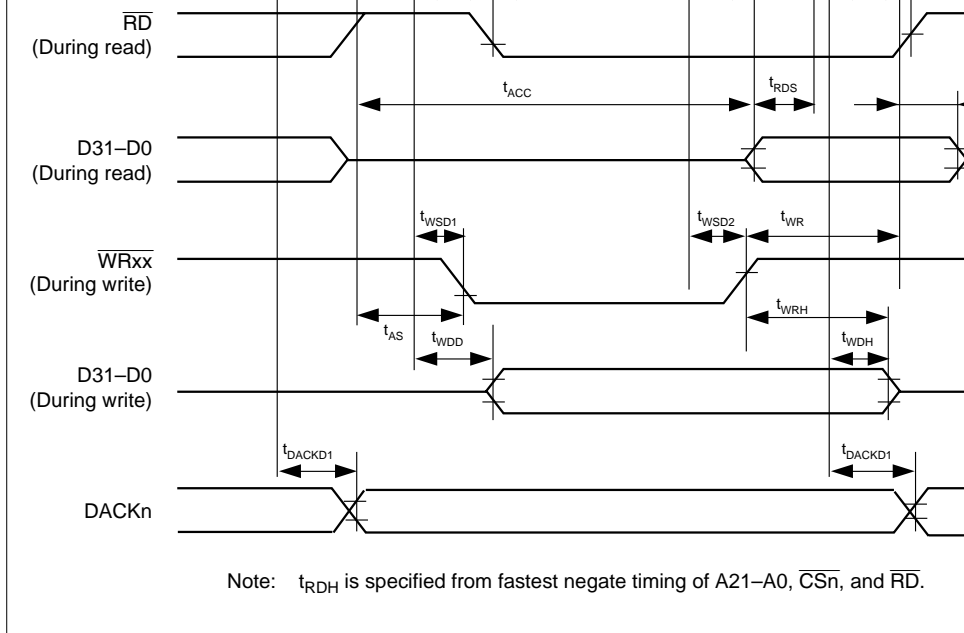 RD
(During read)
tACC
tRDS
D31–D0
(During read)
tWSD1
tWSD2
tWR
WRxx
(During write)
tAS
tWRH
tWDD
tWDH
D31–D0
(During write)
tDACKD1
tDACKD1
DACKn
Note: tRDH is specified from fastest negate timing of A21–A0, CSn, and RD.